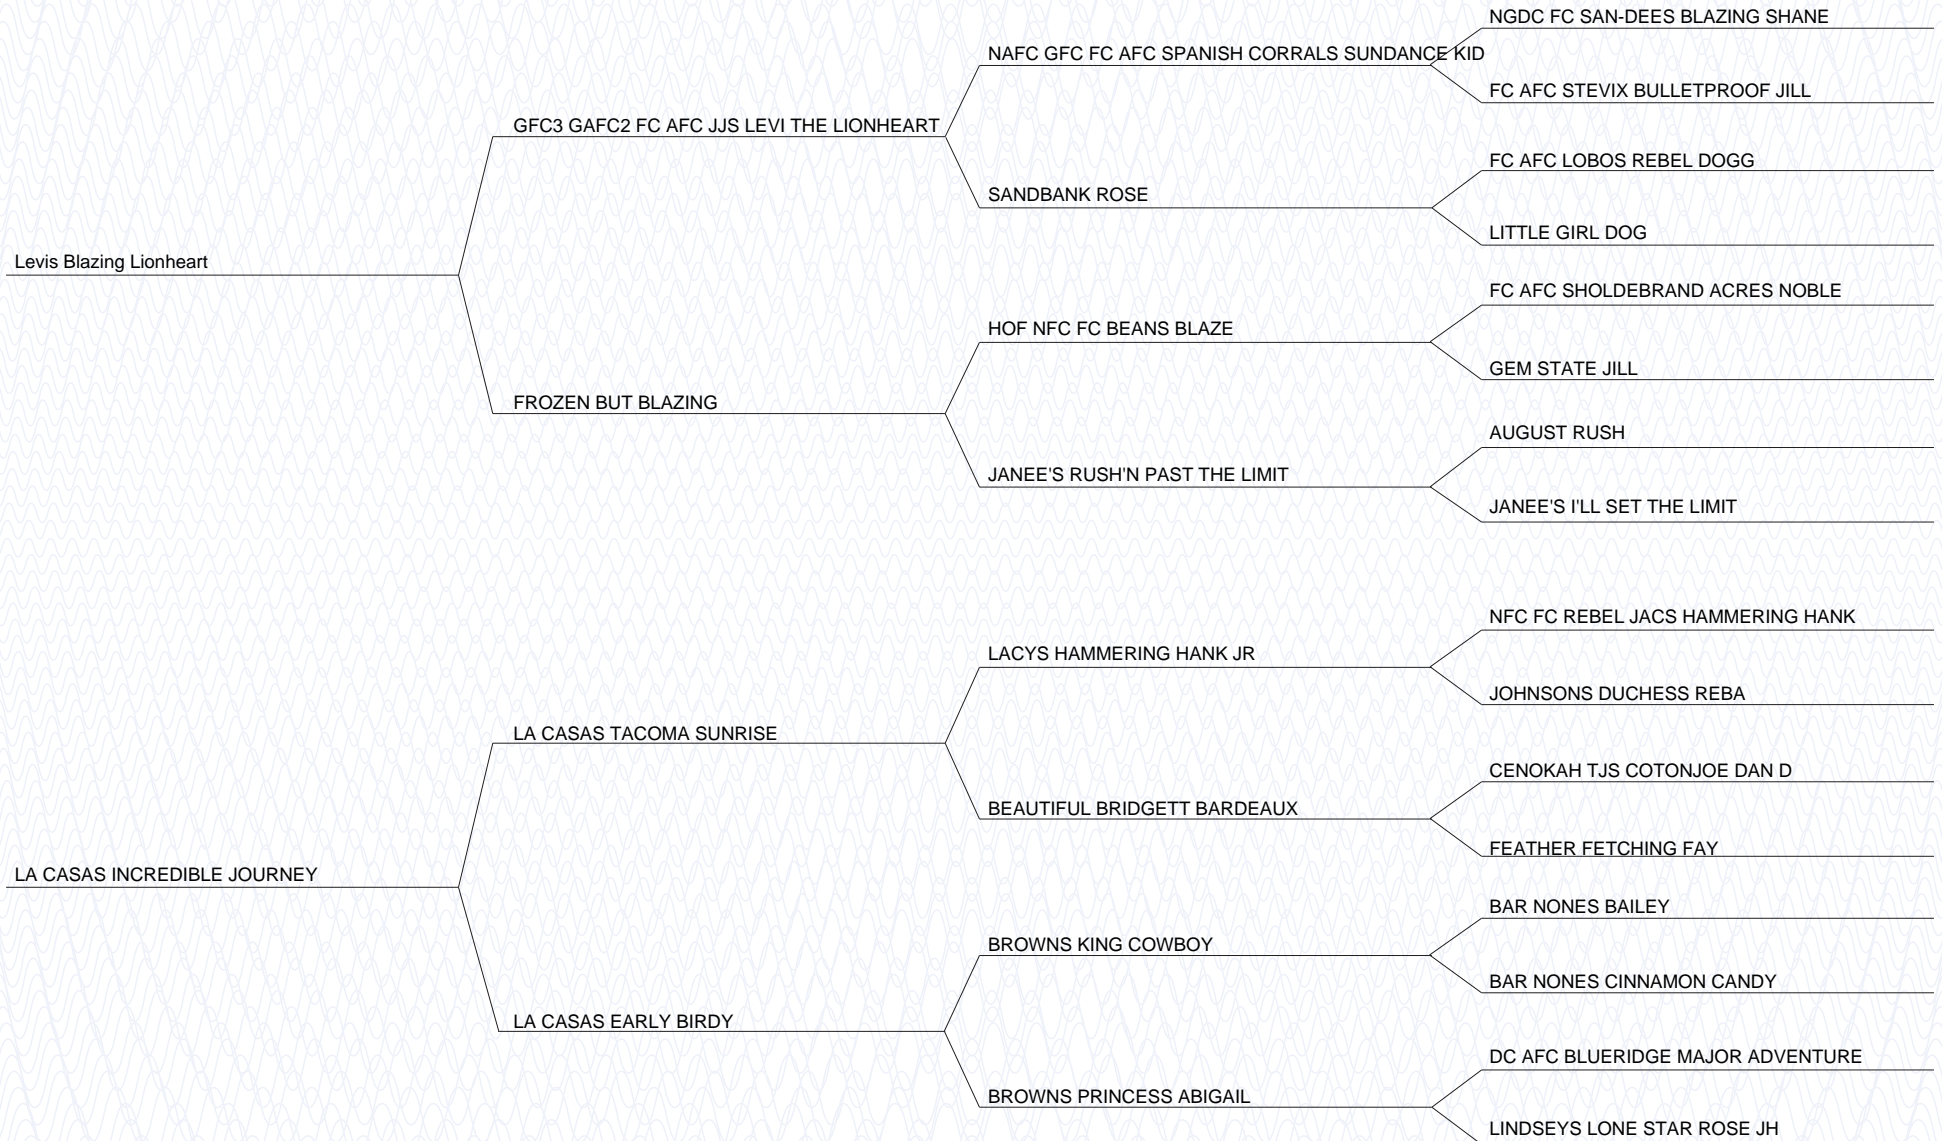 NGDC FC SAN-DEES BLAZING SHANE
NAFC GFC FC AFC SPANISH CORRALS SUNDANCE KID
FC AFC STEVIX BULLETPROOF JILL
GFC3 GAFC2 FC AFC JJS LEVI THE LIONHEART
FC AFC LOBOS REBEL DOGG
SANDBANK ROSE
LITTLE GIRL DOG
Levis Blazing Lionheart
FC AFC SHOLDEBRAND ACRES NOBLE
HOF NFC FC BEANS BLAZE
GEM STATE JILL
FROZEN BUT BLAZING
AUGUST RUSH
JANEE'S RUSH'N PAST THE LIMIT
JANEE'S I'LL SET THE LIMIT
NFC FC REBEL JACS HAMMERING HANK
LACYS HAMMERING HANK JR
JOHNSONS DUCHESS REBA
LA CASAS TACOMA SUNRISE
CENOKAH TJS COTONJOE DAN D
BEAUTIFUL BRIDGETT BARDEAUX
FEATHER FETCHING FAY
LA CASAS INCREDIBLE JOURNEY
BAR NONES BAILEY
BROWNS KING COWBOY
BAR NONES CINNAMON CANDY
LA CASAS EARLY BIRDY
DC AFC BLUERIDGE MAJOR ADVENTURE
BROWNS PRINCESS ABIGAIL
LINDSEYS LONE STAR ROSE JH